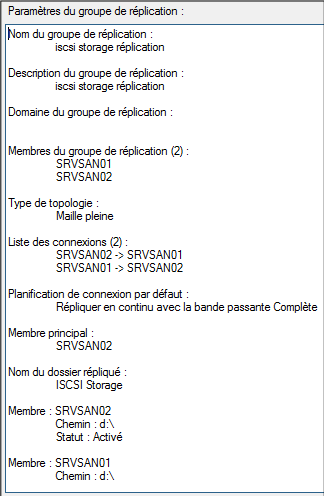 Paramètres du groupe de réplication :
Nom du groupe de réplication :
iscsi storage réplication
Description du groupe de réplication :
iscsi storage réplication
Domaine du groupe de réplication :
Membres du groupe de réplication (2) :
SRVSAN01
SRVSAN02
Type de topologie :
Maille pleine
Liste des connexions (2) :
SRVSAN02 -> SRVSAN01
SRVSAN01 -> SRVSAN02
Planification de connexion par défaut :
Répliquer en continu avec la bande passante Complète
Membre principal :
SRVSAN02
Nom du dossier répliqué :
ISCSI Storage
Membre : SRVSAN02
Chemin : d:\
Statut : Activé
Membre : SRVSAN01
Chemin : d:\